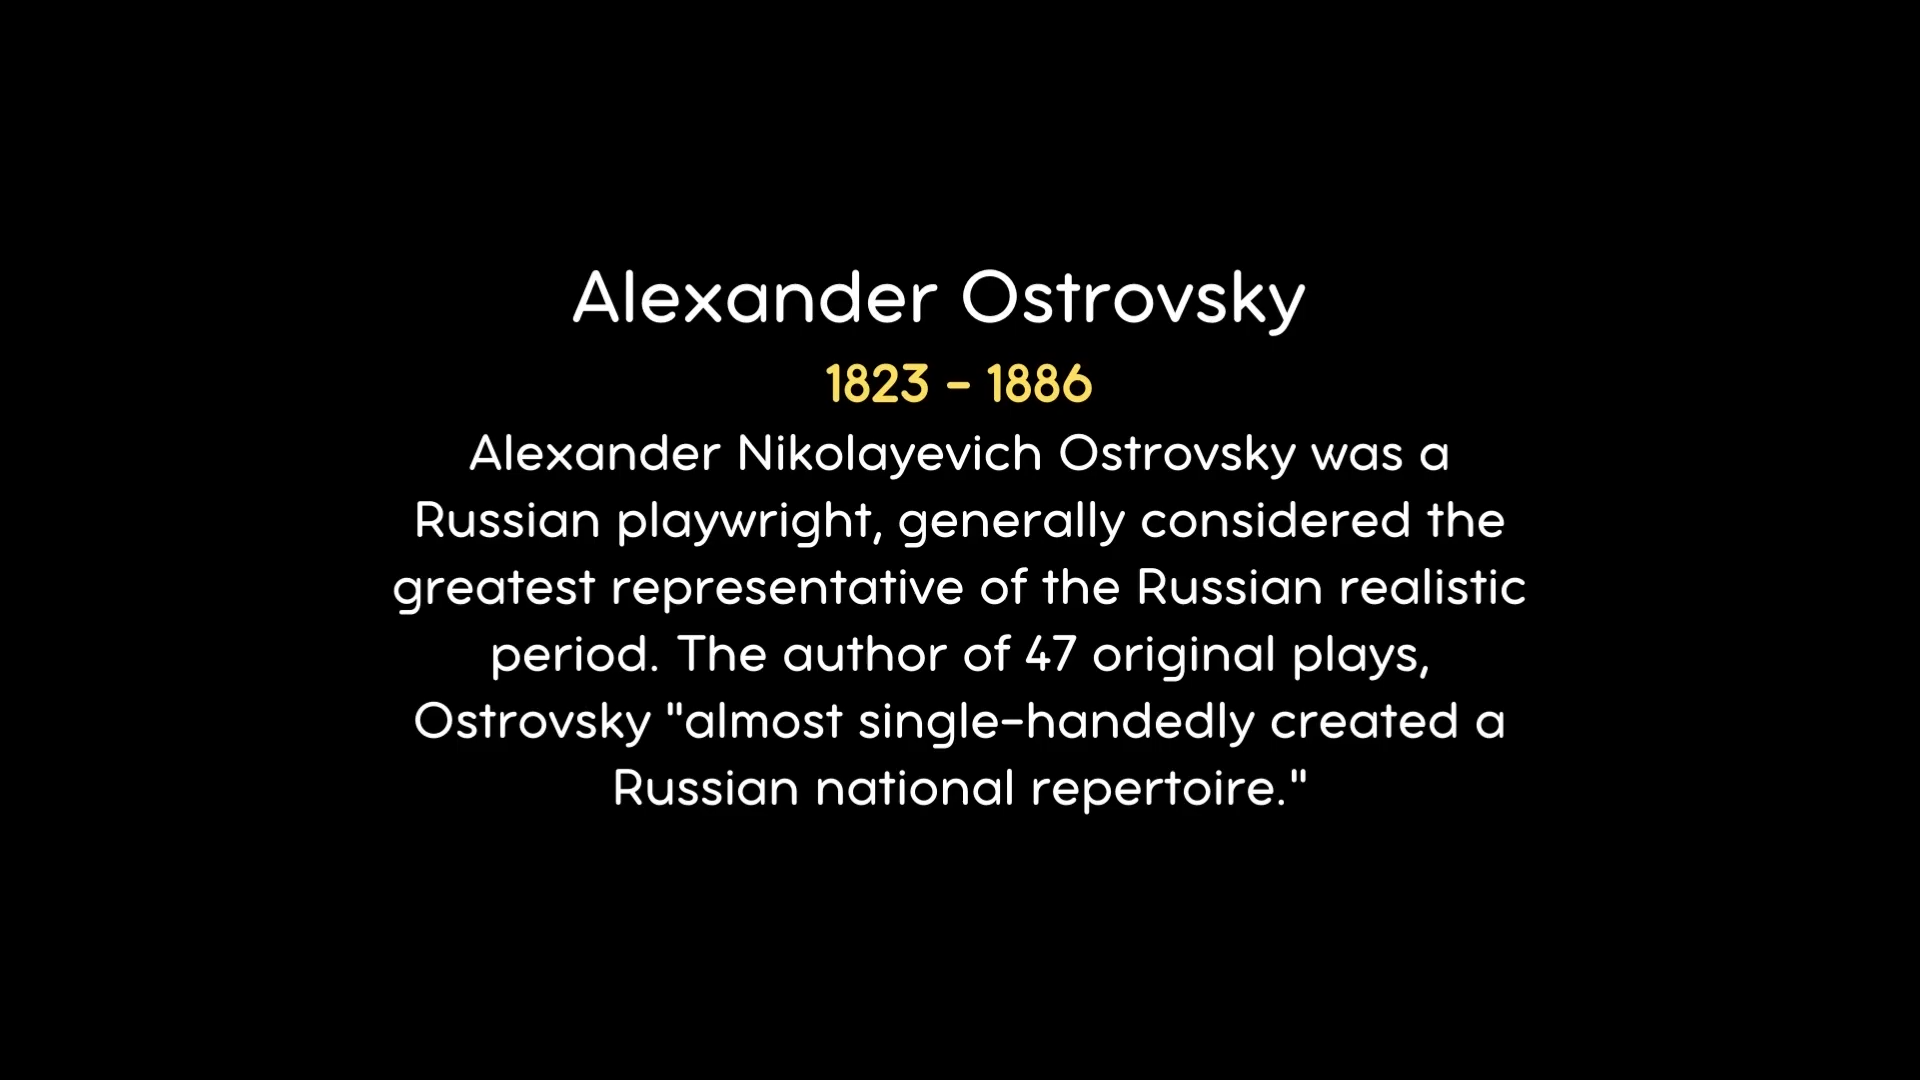 Alexander Ostrovsky
1823 - 1886
Alexander Nikolayevich Ostrovsky was a
Russian playwright, generally considered the
greatest representative of the Russian realistic
period. The author of 47 original plays,
Ostrovsky "almost single-handedly created a
Russian national repertoire."